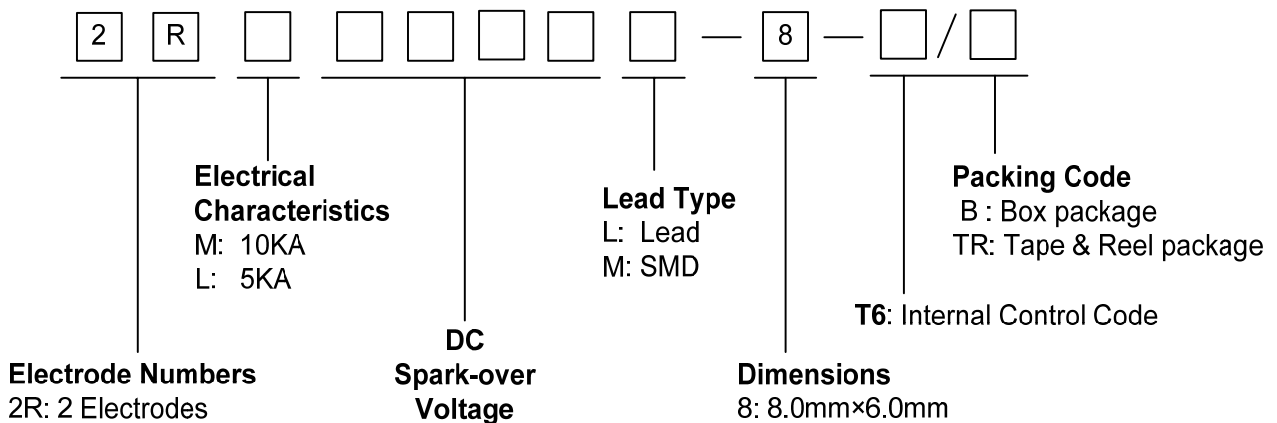 2 R — 8 — /
Electrical
Characteristics
M: 10KA
L: 5KA
Lead Type
L: Lead
M: SMD
Packing Code
B : Box package
TR: Tape & Reel package
T6: Internal Control Code
DC
Spark-over
Voltage
Electrode Numbers
2R: 2 Electrodes
Dimensions
8: 8.0mm×6.0mm